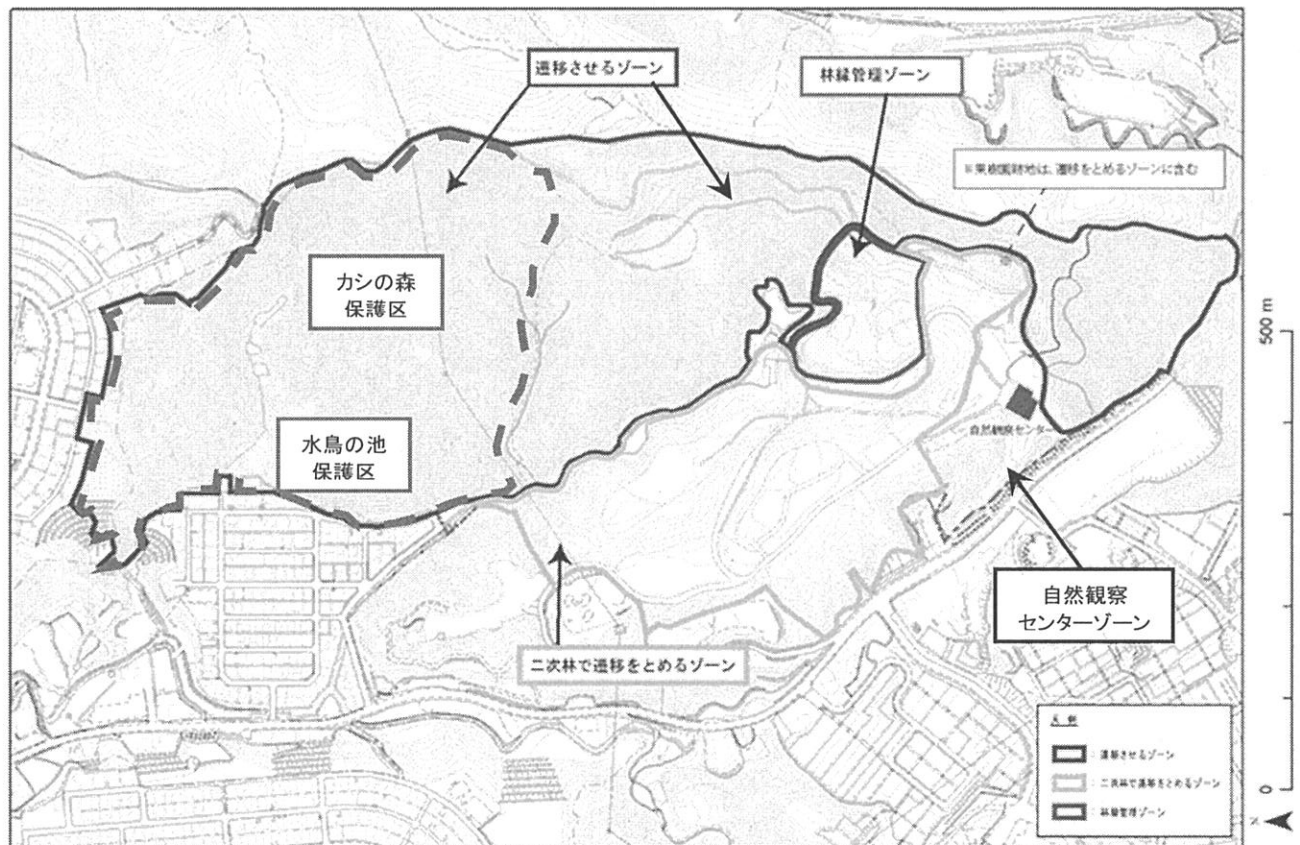 遷移させるゾーン
林縁管理ゾーン
※果樹園跡地は、遷移をとめるゾーンに含む
カシの森
保護区
水鳥の池
保護区
自然観察センター
自然観察
センターゾーン
二次林で遷移をとめるゾーン
凡例
遷移させるゾーン
二次林で遷移をとめるゾーン
林縁管理ゾーン
500 m
0
N